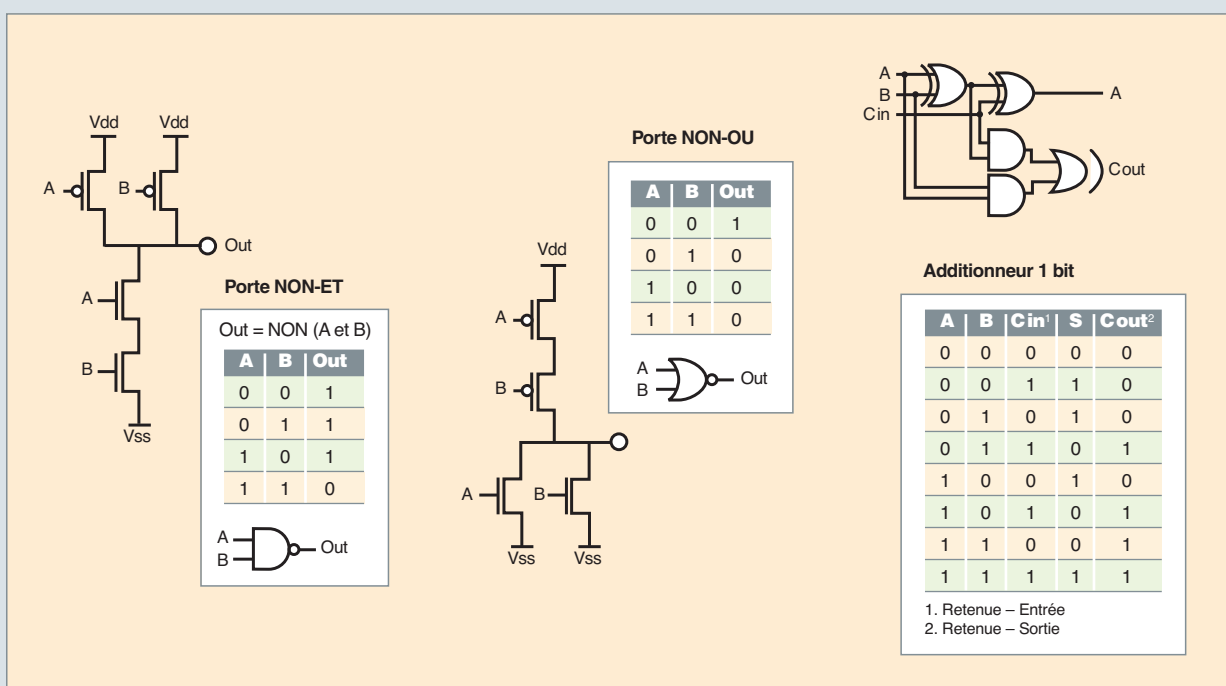 Vdd Vdd
A B
Out
A
B
Vss
Porte NON-ET
Out = NON (A et B)
A B Out
0 0 1
0 1 1
1 0 1
1 1 0
A
B
Out
Vdd
A
B
A B
Vss Vss
Porte NON-OU
A B Out
0 0 1
0 1 0
1 0 0
1 1 0
A
B
Out
A
B
Cin
A
Cout
Additionneur 1 bit
A B Cin¹ S Cout²
0 0 0 0 0
0 0 1 1 0
0 1 0 1 0
0 1 1 0 1
1 0 0 1 0
1 0 1 0 1
1 1 0 0 1
1 1 1 1 1
1. Retenue – Entrée
2. Retenue – Sortie